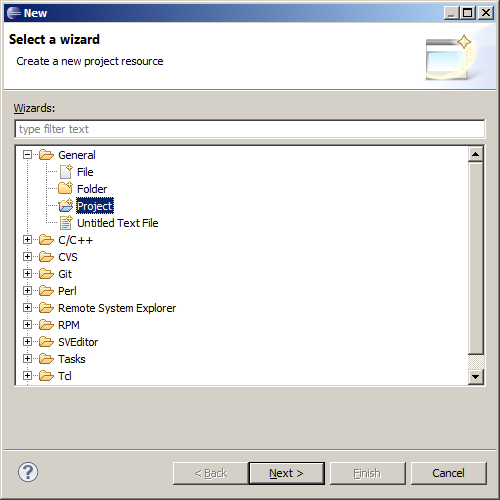 New
Select a wizard
Create a new project resource
Wizards:
type filter text
General
File
Folder
Project
Untitled Text File
C/C++
CVS
Git
Perl
Remote System Explorer
RPM
SVEditor
Tasks
Tcl
< Back Next > Finish Cancel